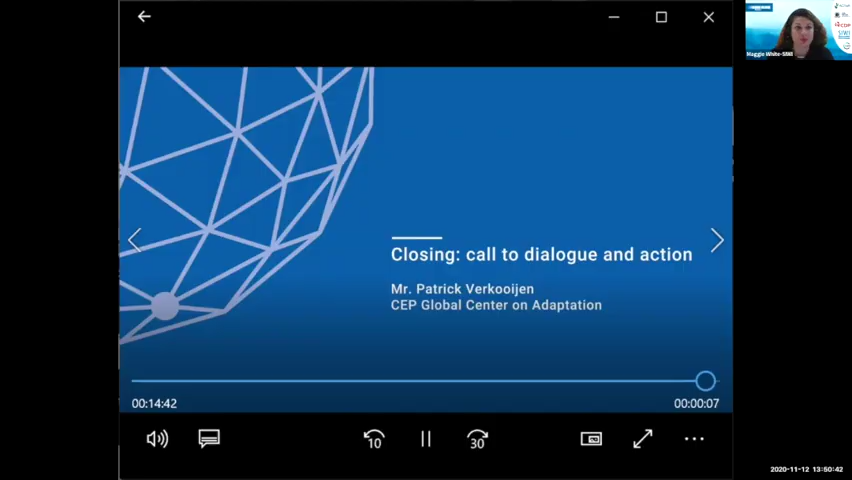 Maggie White-SIWI
Closing: call to dialogue and action
Mr. Patrick Verkooijen
CEP Global Center on Adaptation
00:14:42
00:00:07
10
30
2020-11-12 13:50:42